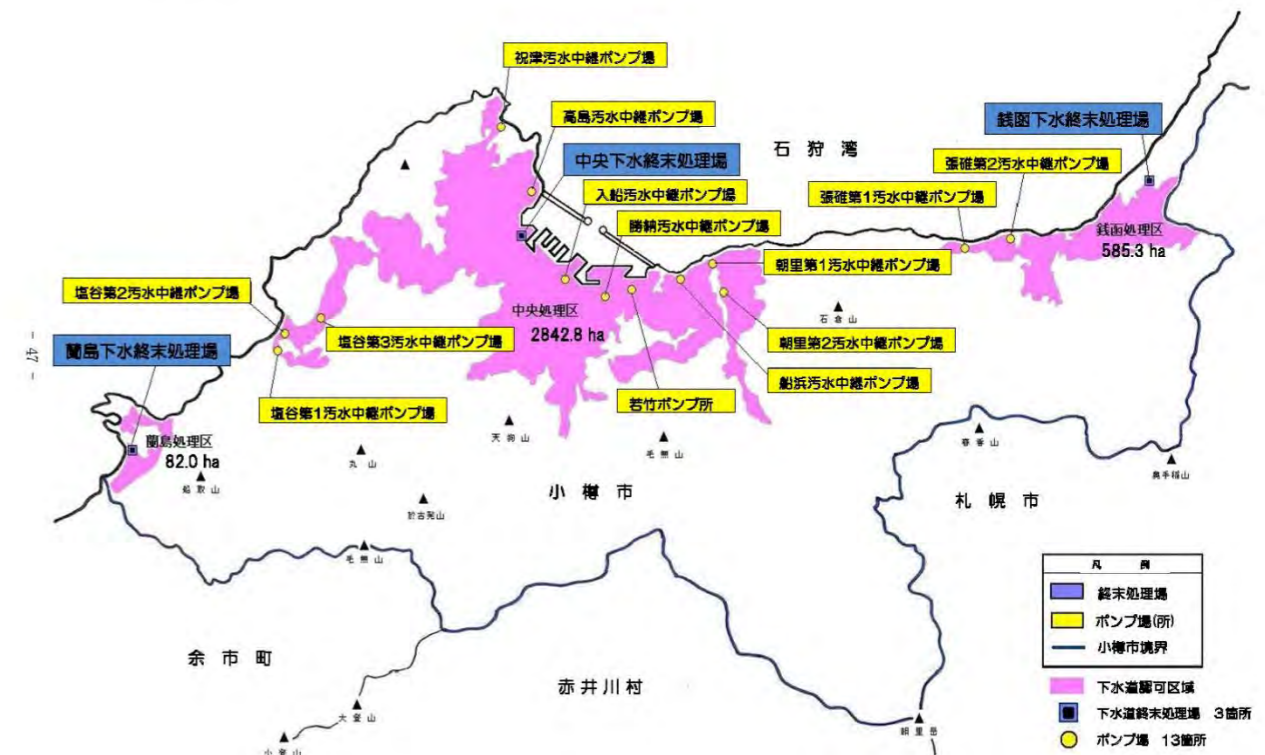 祝津汚水中継ポンプ場
高島汚水中継ポンプ場
中央下水終末処理場
石狩湾
銭函下水終末処理場
張碓第2汚水中継ポンプ場
入船汚水中継ポンプ場
張碓第1汚水中継ポンプ場
勝納汚水中継ポンプ場
銭函処理区
585.3 ha
朝里第1汚水中継ポンプ場
塩谷第2汚水中継ポンプ場
中央処理区
2842.8 ha
石倉山
- 47 -
蘭島下水終末処理場
塩谷第3汚水中継ポンプ場
朝里第2汚水中継ポンプ場
船浜汚水中継ポンプ場
塩谷第1汚水中継ポンプ場
若竹ポンプ所
天狗山
毛無山
春香山
蘭島処理区
82.0 ha
丸山
奥手稲山
小樽市
札幌市
於古発山
毛無山
凡例
終末処理場
ポンプ場(所)
小樽市境界
余市町
赤井川村
下水道認可区域
大登山
下水道終末処理場 3箇所
朝里岳
小登山
ポンプ場 13箇所